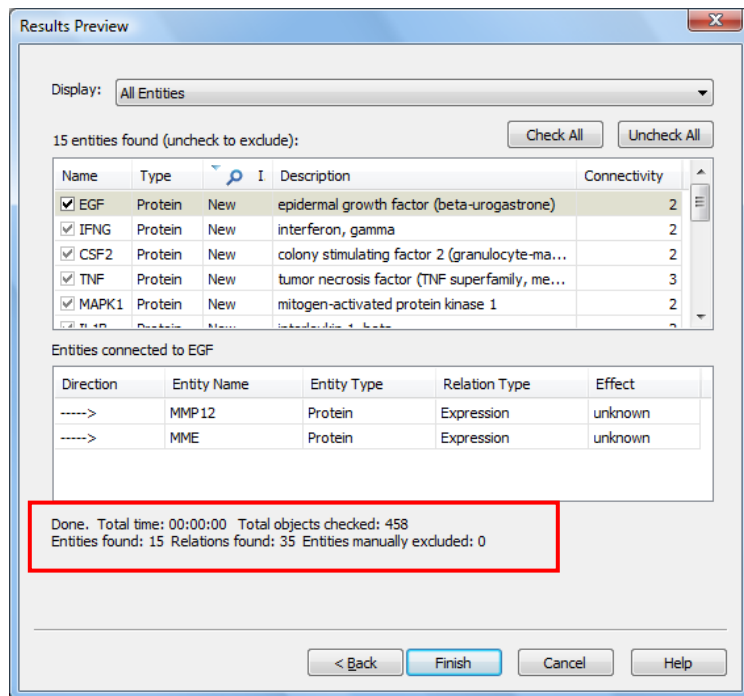 Results Preview
Display: All Entities
15 entities found (uncheck to exclude): Check All Uncheck All
Name Type I Description Connectivity
EGF Protein New epidermal growth factor (beta-urogastrone) 2
IFNG Protein New interferon, gamma 2
CSF2 Protein New colony stimulating factor 2 (granulocyte-ma... 2
TNF Protein New tumor necrosis factor (TNF superfamily, me... 3
MAPK1 Protein New mitogen-activated protein kinase 1 2
Entities connected to EGF
Direction Entity Name Entity Type Relation Type Effect
-----> MMP12 Protein Expression unknown
-----> MME Protein Expression unknown
Done. Total time: 00:00:00 Total objects checked: 458
Entities found: 15 Relations found: 35 Entities manually excluded: 0
< Back Finish Cancel Help